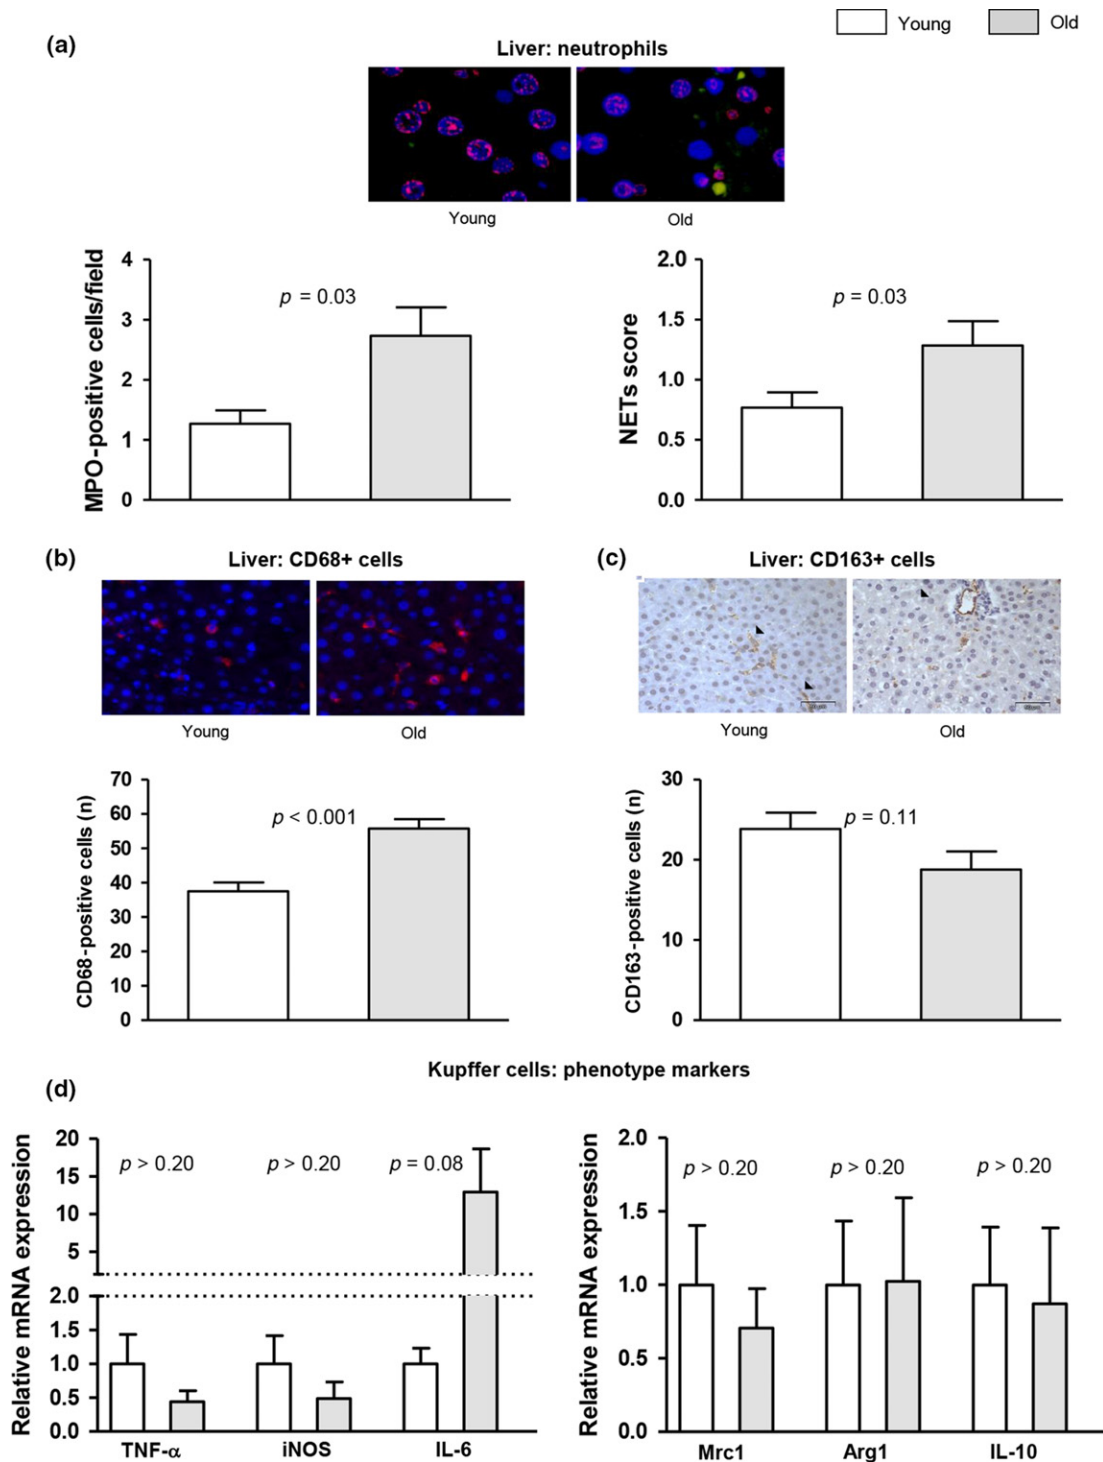 Young
Old
(a)
Liver: neutrophils
Young
Old
MPO-positive cells/field
4
3
2
1
0
p = 0.03
NETs score
2.0
1.5
1.0
0.5
0.0
p = 0.03
(b)
Liver: CD68+ cells
Young
Old
CD68-positive cells (n)
70
60
50
40
30
20
10
0
p < 0.001
(c)
Liver: CD163+ cells
Young
Old
CD163-positive cells (n)
30
20
10
0
p = 0.11
(d)
Kupffer cells: phenotype markers
Relative mRNA expression
20
15
10
5
2.0
1.5
1.0
0.5
0.0
p > 0.20
p > 0.20
p = 0.08
TNF-α
iNOS
IL-6
Relative mRNA expression
2.0
1.5
1.0
0.5
0.0
p > 0.20
p > 0.20
p > 0.20
Mrc1
Arg1
IL-10